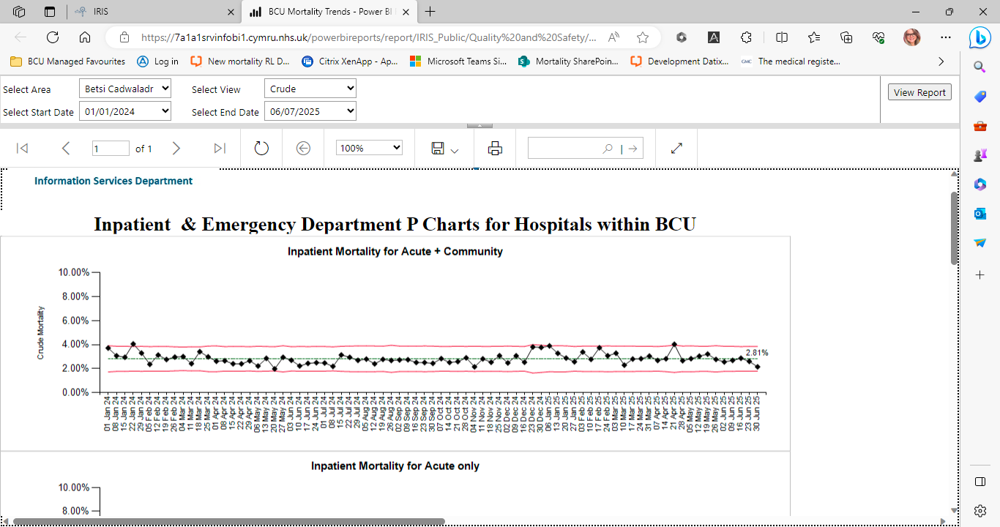 IRIS
BCU Mortality Trends - Power BI
https://7a1a1srvinfobi1.cymru.nhs.uk/powerbireports/report/IRIS_Public/Quality%20and%20Safety/...
BCU Managed Favourites
Log in
New mortality RL D...
Citrix XenApp - Ap...
Microsoft Teams Si...
Mortality SharePoin...
Development Datix...
GMC
The medical registe...
Select Area Betsi Cadwaladr Select View Crude
View Report
Select Start Date 01/01/2024 Select End Date 06/07/2025
1 of 1 100%
Information Services Department
Inpatient & Emergency Department P Charts for Hospitals within BCU
Inpatient Mortality for Acute + Community
Crude Mortality
10.00%
8.00%
6.00%
4.00%
2.00%
0.00%
2.81%
01 Jan 24
08 Jan 24
15 Jan 24
22 Jan 24
29 Jan 24
05 Feb 24
12 Feb 24
19 Feb 24
26 Feb 24
04 Mar 24
11 Mar 24
18 Mar 24
25 Mar 24
01 Apr 24
08 Apr 24
15 Apr 24
22 Apr 24
29 Apr 24
06 May 24
13 May 24
20 May 24
27 May 24
03 Jun 24
10 Jun 24
17 Jun 24
24 Jun 24
01 Jul 24
08 Jul 24
15 Jul 24
22 Jul 24
29 Jul 24
05 Aug 24
12 Aug 24
19 Aug 24
26 Aug 24
02 Sep 24
09 Sep 24
16 Sep 24
23 Sep 24
30 Sep 24
07 Oct 24
14 Oct 24
21 Oct 24
28 Oct 24
04 Nov 24
11 Nov 24
18 Nov 24
25 Nov 24
02 Dec 24
09 Dec 24
16 Dec 24
23 Dec 24
30 Dec 24
06 Jan 25
13 Jan 25
20 Jan 25
27 Jan 25
03 Feb 25
10 Feb 25
17 Feb 25
24 Feb 25
03 Mar 25
10 Mar 25
17 Mar 25
24 Mar 25
31 Mar 25
07 Apr 25
14 Apr 25
21 Apr 25
28 Apr 25
05 May 25
12 May 25
19 May 25
26 May 25
02 Jun 25
09 Jun 25
16 Jun 25
23 Jun 25
30 Jun 25
Inpatient Mortality for Acute only
10.00%
8.00%